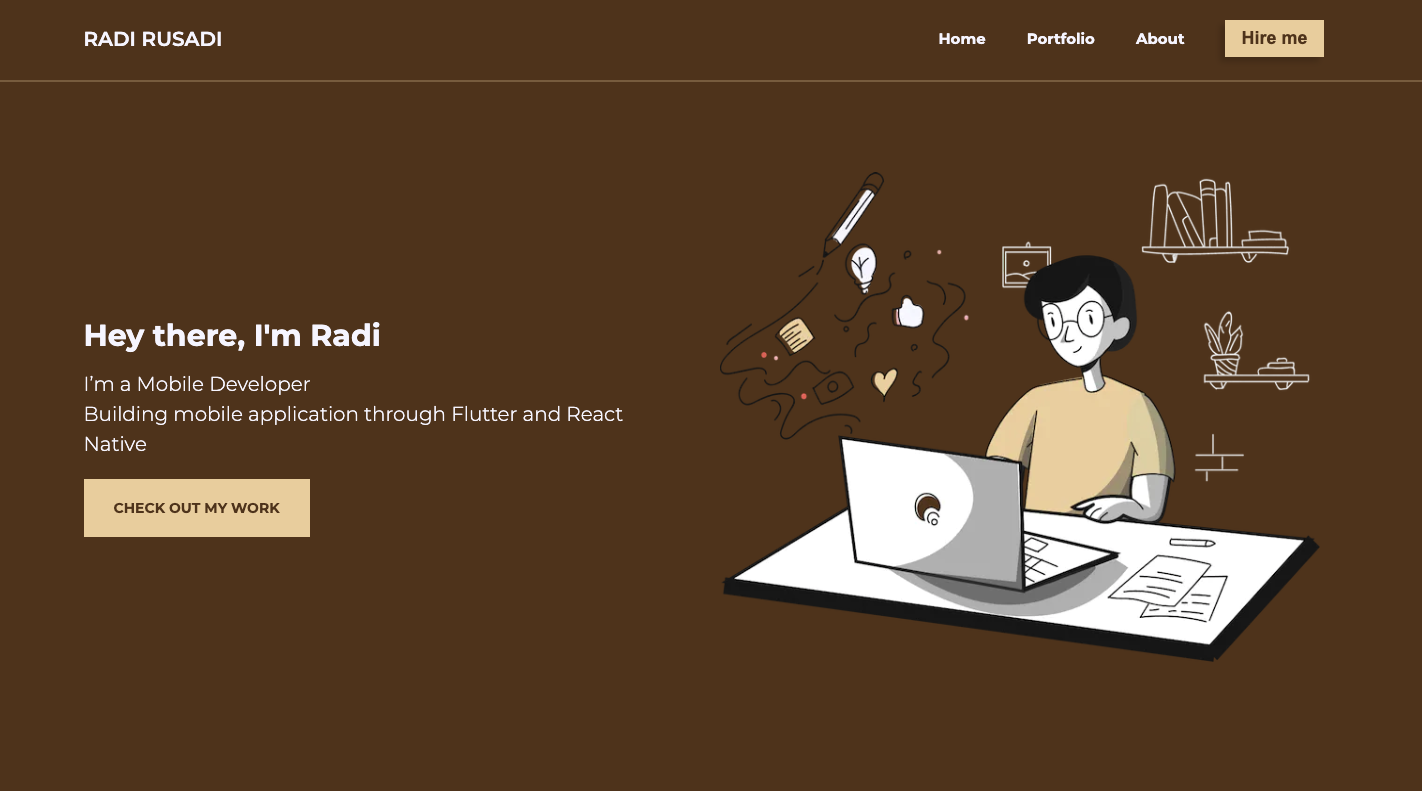 RADI RUSADI
Home
Portfolio
About
Hire me
Hey there, I'm Radi
I’m a Mobile Developer
Building mobile application through Flutter and React
Native
CHECK OUT MY WORK